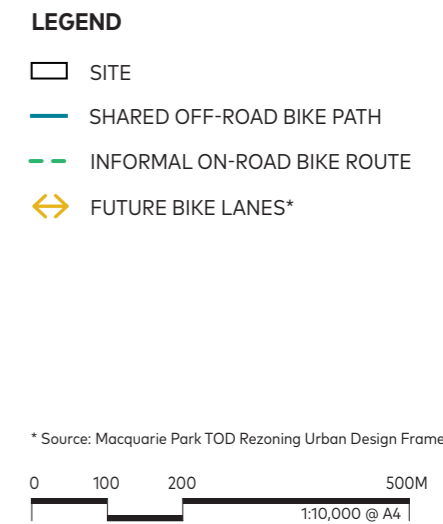 LEGEND
SITE
SHARED OFF-ROAD BIKE PATH
INFORMAL ON-ROAD BIKE ROUTE
FUTURE BIKE LANES*
* Source: Macquarie Park TOD Rezoning Urban Design Frame
0 100 200 500M
1:10,000 @ A4